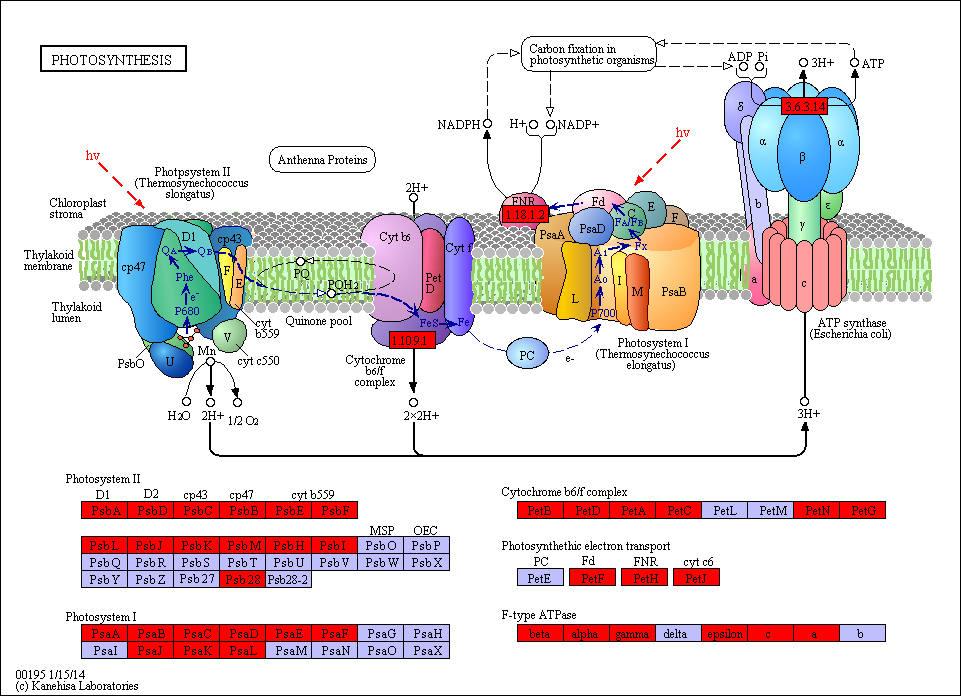 PHOTOSYNTHESIS
Carbon fixation in
photosynthetic organisms
ADP Pi
3H+
ATP
NADPH
H+
NADP+
hν
hν
Anthenna Proteins
Photpsystem II
(Thermosynechococcus
elongatus)
2H+
Chloroplast
stroma
Thylakoid
membrane
Thylakoid
lumen
D1
cp43
cp47
QA
QB
Phe
e-
P680
F
E
PQ
PQH2
Quinone pool
cyt
b559
V
cyt c550
PsbO
U
Mn
H2O
2H+
1/2 O2
Cyt b6
Cyt f
Pet
D
FeS
Fe
1.10.9.1
Cytochrome
b6/f
complex
2×2H+
FNR
1.18.1.2
Fd
PsaA
PsaD
C
E
F
FA/FB
Fx
A1
A0
P700
L
I
M
PsaB
PC
e-
Photosystem I
(Thermosynechococcus
elongatus)
3.6.3.14
δ
α
β
α
b
ε
γ
a
c
ATP synthase
(Escherichia coli)
3H+
Photosystem II
D1 D2 cp43 cp47 cyt b559
PsbA PsbD PsbC PsbB PsbE PsbF
MSP OEC
PsbL PsbJ PsbK PsbM PsbH PsbI PsbO PsbP
PsbQ PsbR PsbS PsbT PsbU PsbV PsbW PsbX
PsbY PsbZ Psb27 Psb28 Psb28-2
Photosystem I
PsaA PsaB PsaC PsaD PsaE PsaF PsaG PsaH
PsaI PsaJ PsaK PsaL PsaM PsaN PsaO PsaX
Cytochrome b6/f complex
PetB PetD PetA PetC PetL PetM PetN PetG
Photosynthethic electron transport
PC Fd FNR cyt c6
PetE PetF PetH PetJ
F-type ATPase
beta alpha gamma delta epsilon c a b
00195 1/15/14
(c) Kanehisa Laboratories